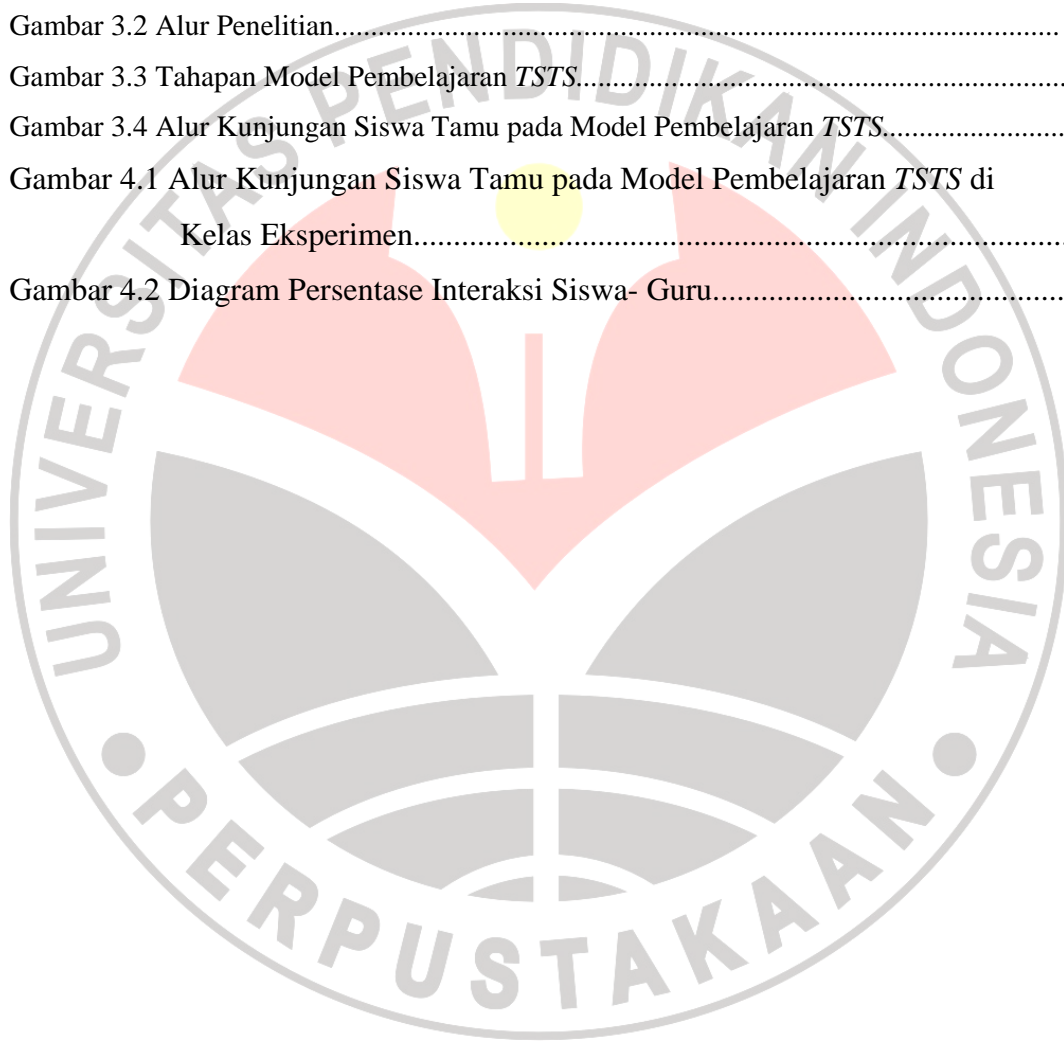 Gambar 3.2 Alur Penelitian....................................................................................................
Gambar 3.3 Tahapan Model Pembelajaran TSTS...................................................................
Gambar 3.4 Alur Kunjungan Siswa Tamu pada Model Pembelajaran TSTS.........................
Gambar 4.1 Alur Kunjungan Siswa Tamu pada Model Pembelajaran TSTS di
Kelas Eksperimen................................................................................
Gambar 4.2 Diagram Persentase Interaksi Siswa- Guru...........................................
UNIVERSITAS PENDIDIKAN INDONESIA
PERPUSTAKAAN